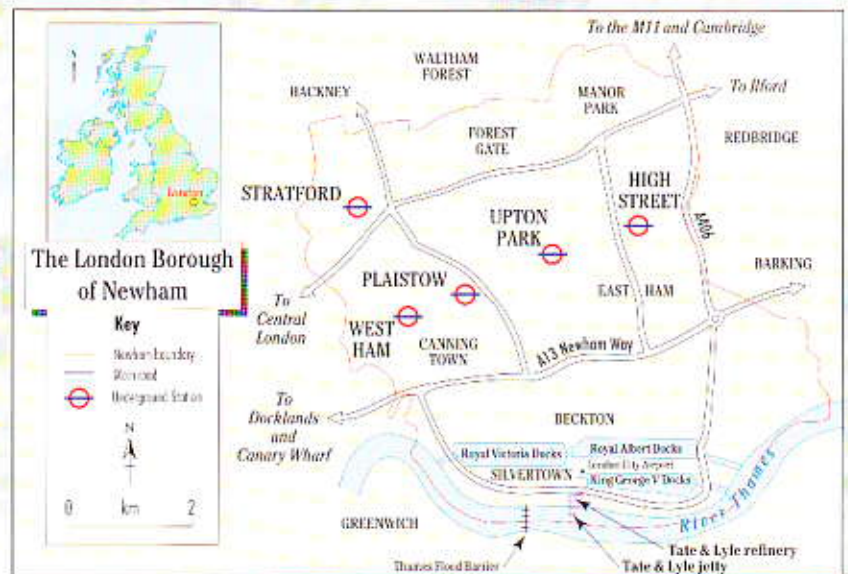 To the M11 and Cambridge
WALTHAM
FOREST
HACKNEY
MANOR
PARK
To Ilford
FOREST
GATE
REDBRIDGE
London
STRATFORD
HIGH
STREET
UPTON
PARK
The London Borough
of Newham
PLAISTOW
BARKING
EAST HAM
To
Central
London
WEST
HAM
CANNING
TOWN
A13 Newham Way
Key
Newham boundary
Main road
Underground Station
N
0 km 2
To
Docklands
and
Canary Wharf
BECKTON
Royal Victoria Docks
Royal Albert Docks
London City Airport
SILVERTOWN
King George V Docks
River Thames
GREENWICH
Thames Flood Barrier
Tate & Lyle refinery
Tate & Lyle jetty